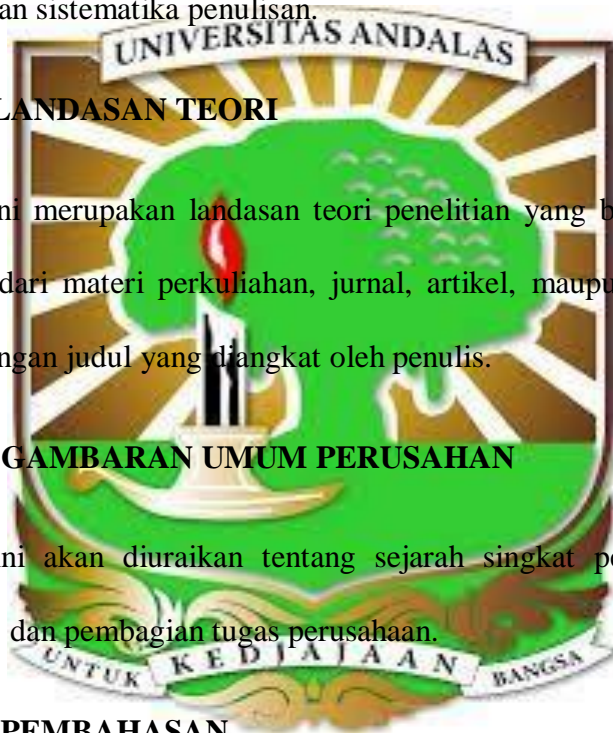 an sistematika penulisan.
UNIVERSITAS ANDALAS
LANDASAN TEORI
ni merupakan landasan teori penelitian yang b
dari materi perkuliahan, jurnal, artikel, maupu
ngan judul yang diangkat oleh penulis.
GAMBARAN UMUM PERUSAHAN
ini akan diuraikan tentang sejarah singkat pe
dan pembagian tugas perusahaan.
UNTUK KEDJAJAAN BANGSA
PEMBAHASAN